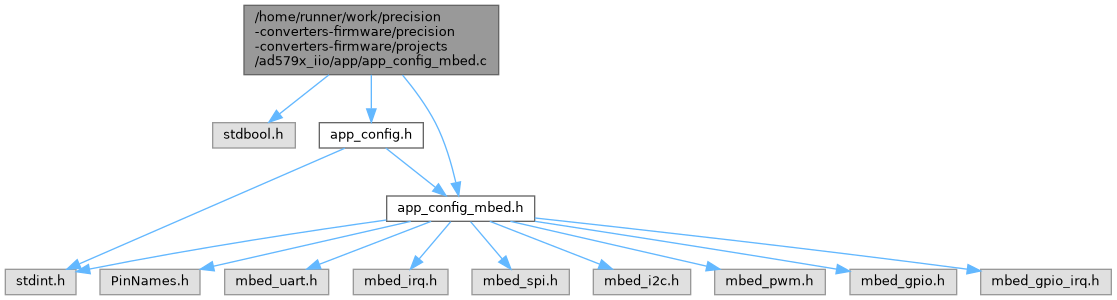 /home/runner/work/precision
-converters-firmware/precision
-converters-firmware/projects
/ad579x_iio/app/app_config_mbed.c
stdbool.h
app_config.h
app_config_mbed.h
stdint.h
PinNames.h
mbed_uart.h
mbed_irq.h
mbed_spi.h
mbed_i2c.h
mbed_pwm.h
mbed_gpio.h
mbed_gpio_irq.h